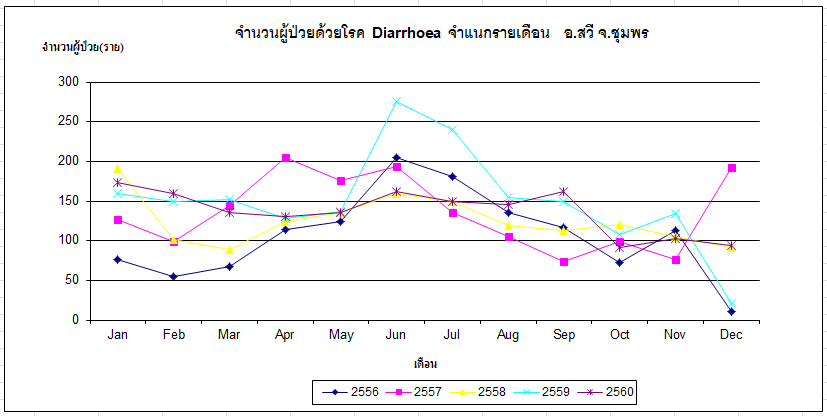 จำนวนผู้ป่วยด้วยโรค Diarrhoea จำแนกรายเดือน อ.สวี จ.ชุมพร
จำนวนผู้ป่วย(ราย)
300
250
200
150
100
50
0
Jan Feb Mar Apr May Jun Jul Aug Sep Oct Nov Dec
เดือน
2556 2557 2558 2559 2560